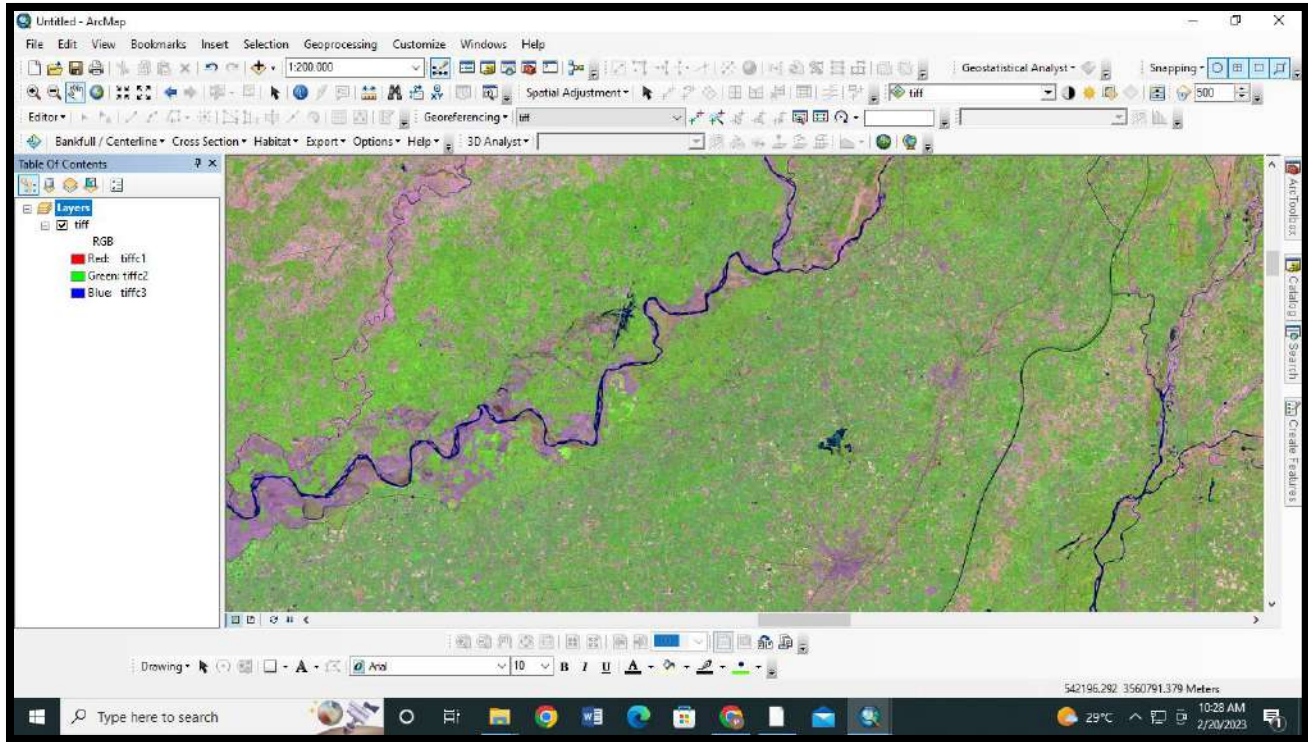 Untitled - ArcMap
File Edit View Bookmarks Insert Selection Geoprocessing Customize Windows Help
1:200,000 Geostatistical Analyst Snapping
Spatial Adjustment tiff 500
Editor Georeferencing tiff
Bankfull / Centerline Cross Section Habitat Export Options Help 3D Analyst
Table Of Contents
Layers
tiff
RGB
Red: tiffc1
Green: tiffc2
Blue: tiffc3
ArcToolbox
Catalog
Search
Create Features
Drawing A Arial 10 B I U A
542196.292 3560791.379 Meters
Type here to search
29°C
10:28 AM
2/20/2023